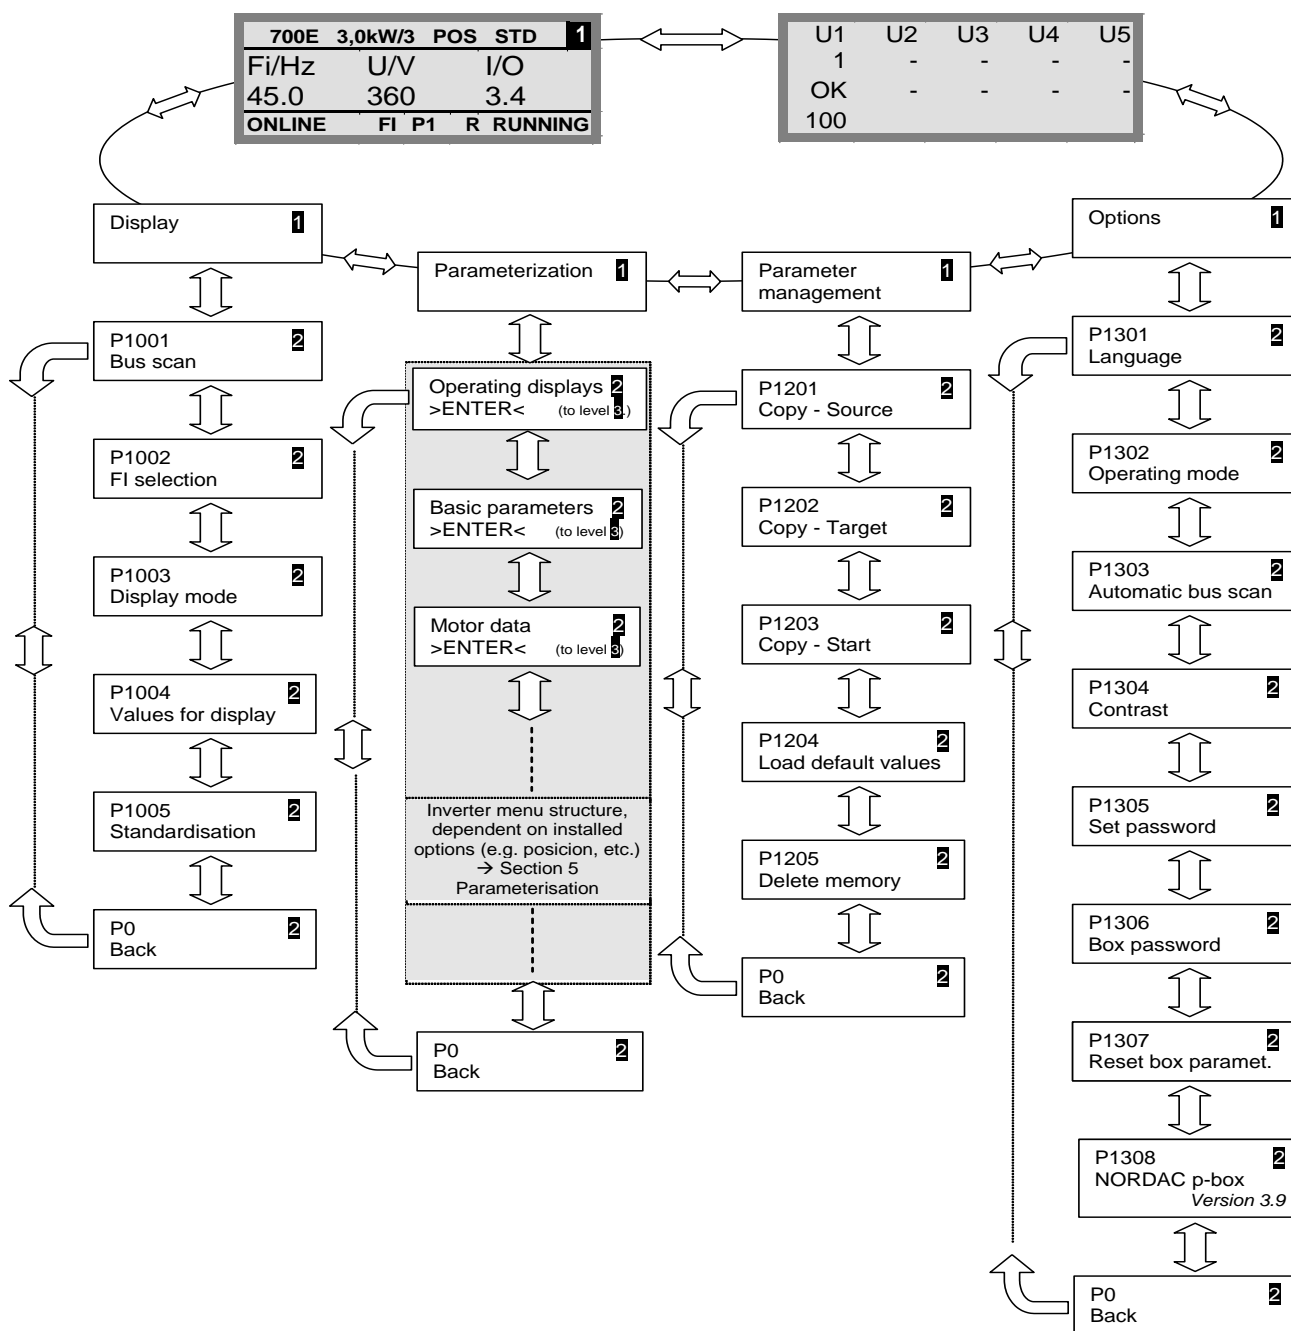 700E 3,0kW/3 POS STD 1
Fi/Hz U/V I/O
45.0 360 3.4
ONLINE FI P1 R RUNNING
U1 U2 U3 U4 U5
1 - - - -
OK - - - -
100
Display 1
P1001 2
Bus scan
P1002 2
FI selection
P1003 2
Display mode
P1004 2
Values for display
P1005 2
Standardisation
P0 2
Back
Parameterization 1
Operating displays 2
>ENTER< (to level 3.)
Basic parameters 2
>ENTER< (to level 3)
Motor data 2
>ENTER< (to level 3)
Inverter menu structure,
dependent on installed
options (e.g. posicion, etc.)
→ Section 5
Parameterisation
P0 2
Back
Parameter 1
management
P1201 2
Copy - Source
P1202 2
Copy - Target
P1203 2
Copy - Start
P1204 2
Load default values
P1205 2
Delete memory
P0 2
Back
Options 1
P1301 2
Language
P1302 2
Operating mode
P1303 2
Automatic bus scan
P1304 2
Contrast
P1305 2
Set password
P1306 2
Box password
P1307 2
Reset box paramet.
P1308 2
NORDAC p-box
Version 3.9
P0 2
Back